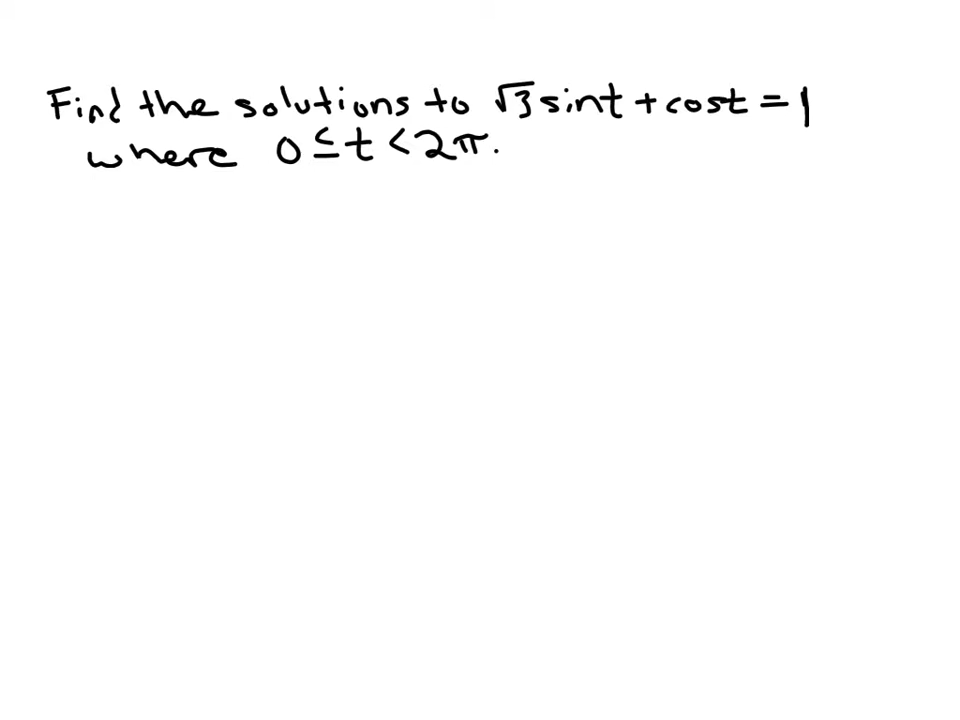 Find the solutions to √3 sint + cost = 1
where 0 ≤ t < 2π.